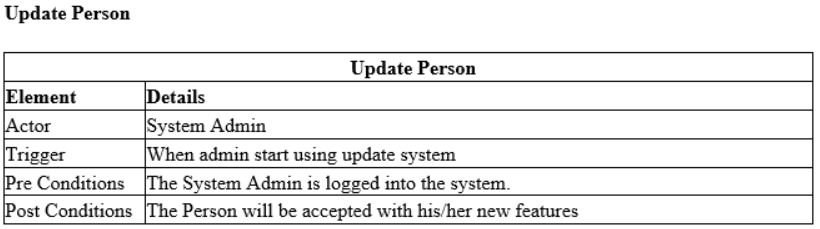 Update Person
Update Person
Element Details
Actor System Admin
Trigger When admin start using update system
Pre Conditions The System Admin is logged into the system.
Post Conditions The Person will be accepted with his/her new features